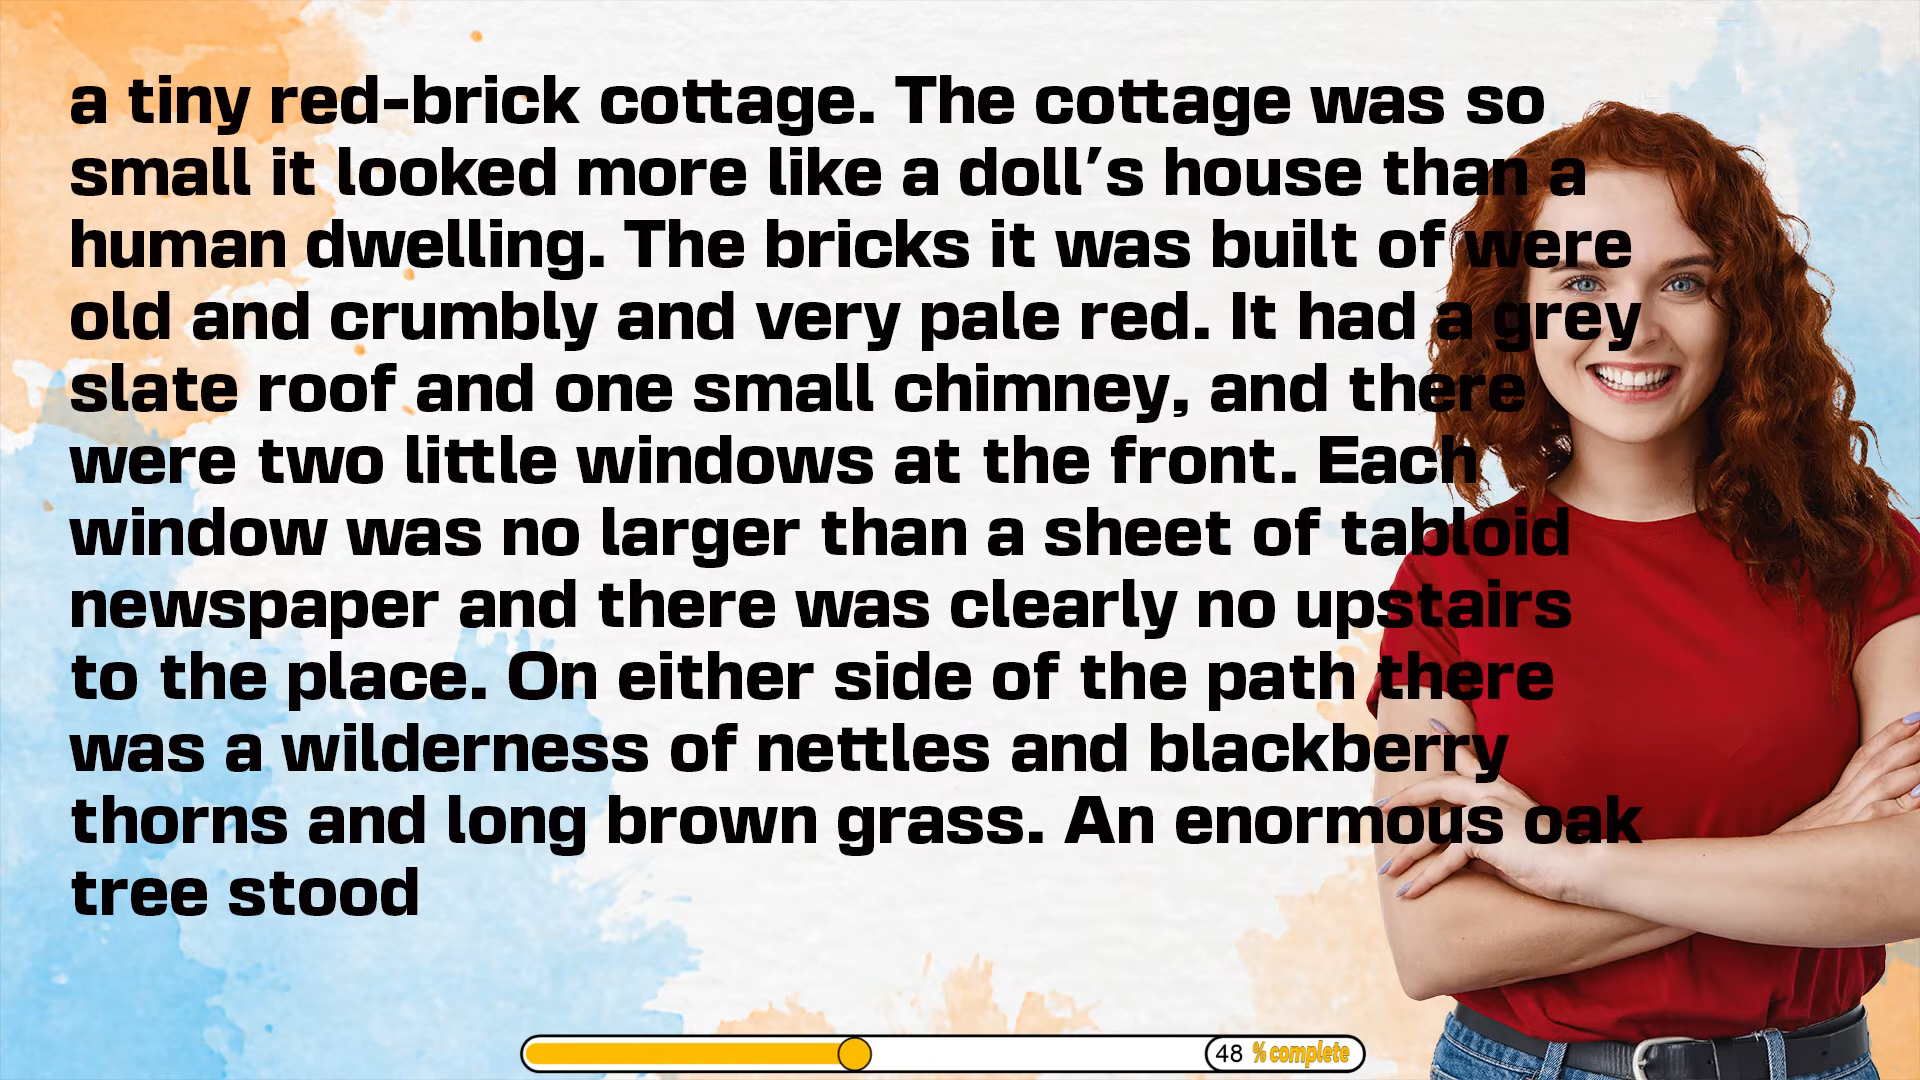 a tiny red-brick cottage. The cottage was so
small it looked more like a doll’s house than a
human dwelling. The bricks it was built of were
old and crumbly and very pale red. It had a grey
slate roof and one small chimney, and there
were two little windows at the front. Each
window was no larger than a sheet of tabloid
newspaper and there was clearly no upstairs
to the place. On either side of the path there
was a wilderness of nettles and blackberry
thorns and long brown grass. An enormous oak
tree stood
48 % complete